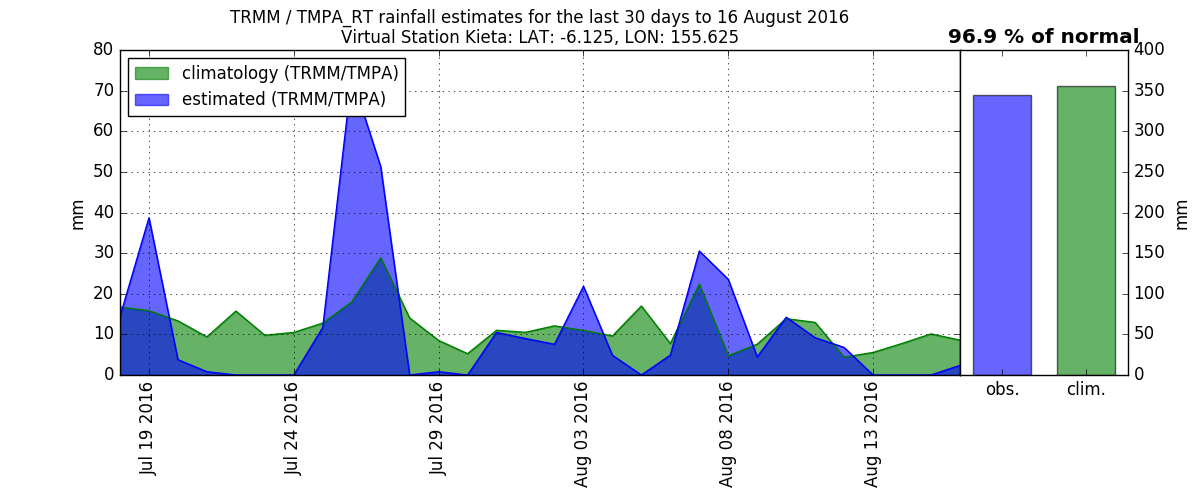 TRMM / TMPA_RT rainfall estimates for the last 30 days to 16 August 2016
Virtual Station Kieta: LAT: -6.125, LON: 155.625
96.9 % of normal
climatology (TRMM/TMPA)
estimated (TRMM/TMPA)
80
70
60
50
40
30
20
10
0
mm
Jul 19 2016
Jul 24 2016
Jul 29 2016
Aug 03 2016
Aug 08 2016
Aug 13 2016
400
350
300
250
200
150
100
50
0
mm
obs.
clim.